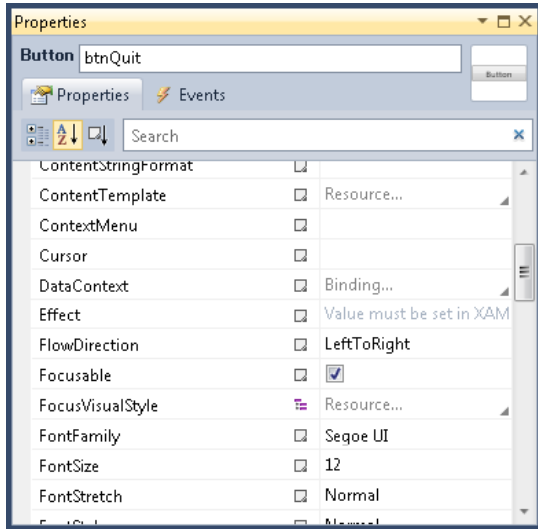 Properties
Button btnQuit
Button
Properties Events
Search
ContentStringFormat
ContentTemplate Resource...
ContextMenu
Cursor
DataContext Binding...
Effect Value must be set in XAM
FlowDirection LeftToRight
Focusable
FocusVisualStyle Resource...
FontFamily Segoe UI
FontSize 12
FontStretch Normal